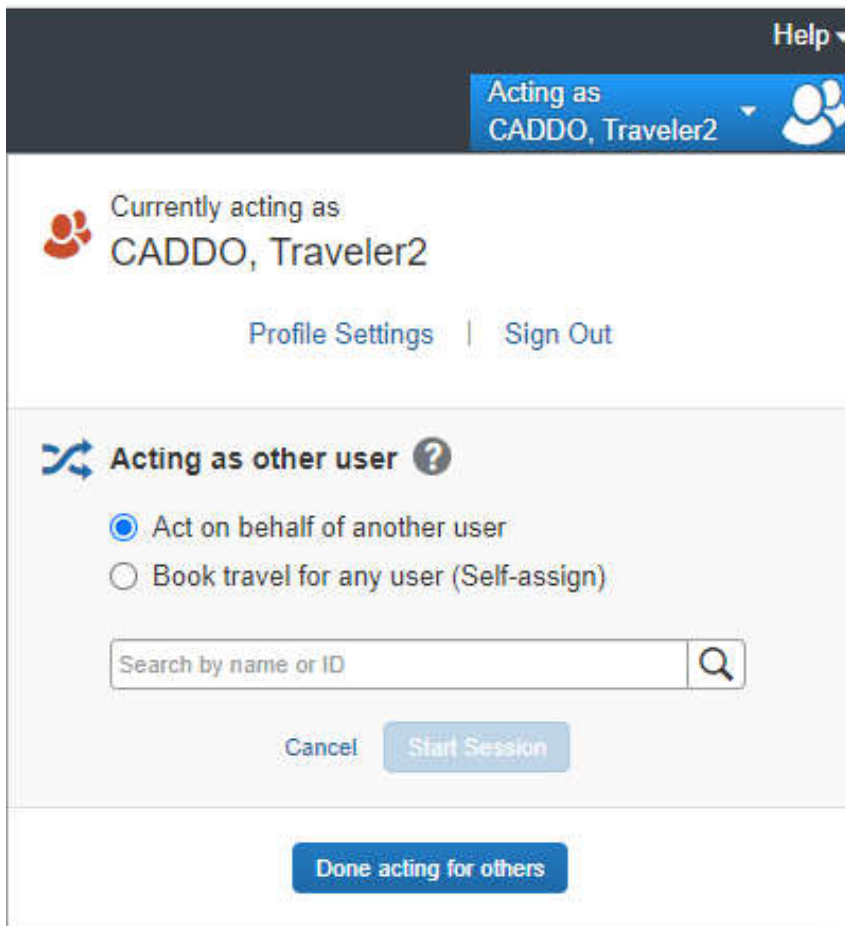 Help
Acting as
CADDO, Traveler2
Currently acting as
CADDO, Traveler2
Profile Settings | Sign Out
Acting as other user ?
Act on behalf of another user
Book travel for any user (Self-assign)
Search by name or ID
Cancel Start Session
Done acting for others